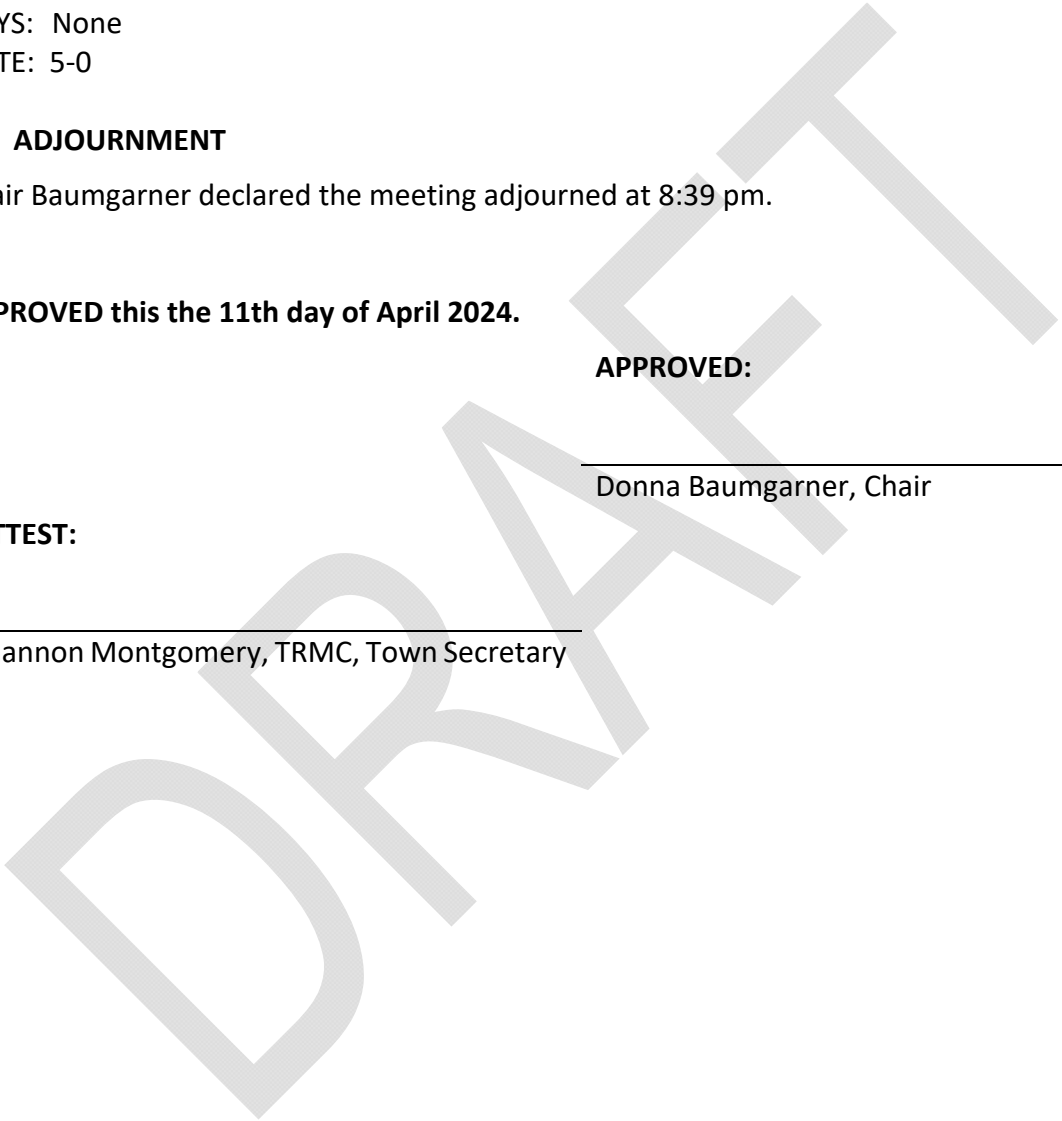 YS: None
TE: 5-0
ADJOURNMENT
air Baumgarner declared the meeting adjourned at 8:39 pm.
PROVED this the 11th day of April 2024.
APPROVED:
Donna Baumgarner, Chair
TTEST:
annon Montgomery, TRMC, Town Secretary
DRAFT